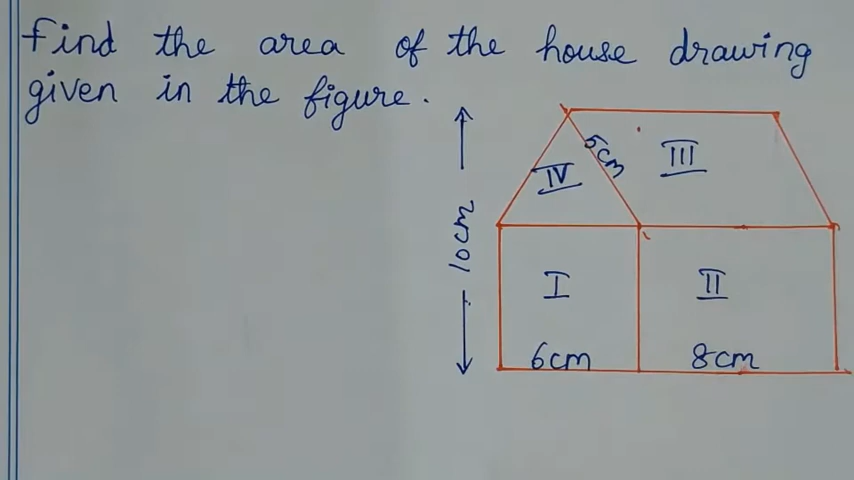 Find the area of the house drawing
given in the figure.
5cm
IV
III
10cm
I
II
6cm
8cm